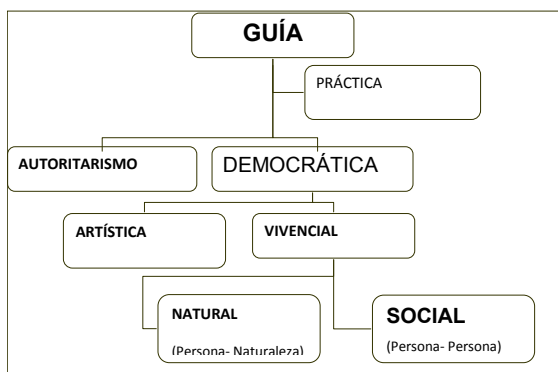 GUÍA
PRÁCTICA
AUTORITARISMO
DEMOCRÁTICA
ARTÍSTICA
VIVENCIAL
NATURAL
(Persona- Naturaleza)
SOCIAL
(Persona- Persona)